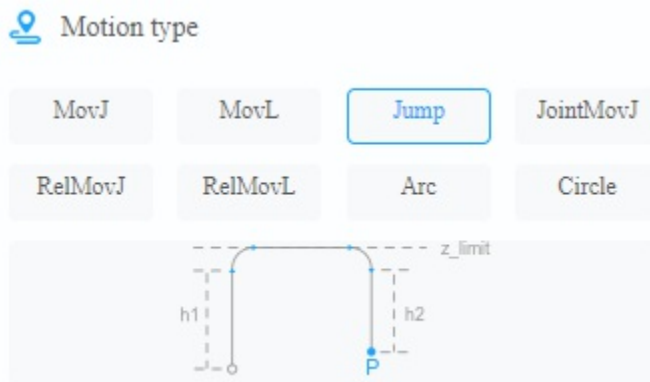 Motion type
MovJ MovL Jump JointMovJ
RelMovJ RelMovL Arc Circle
z_limit
h1 h2
P